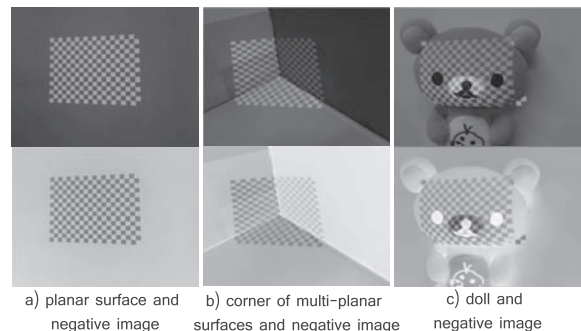 a) planar surface and
negative image
b) corner of multi-planar
surfaces and negative image
c) doll and
negative image